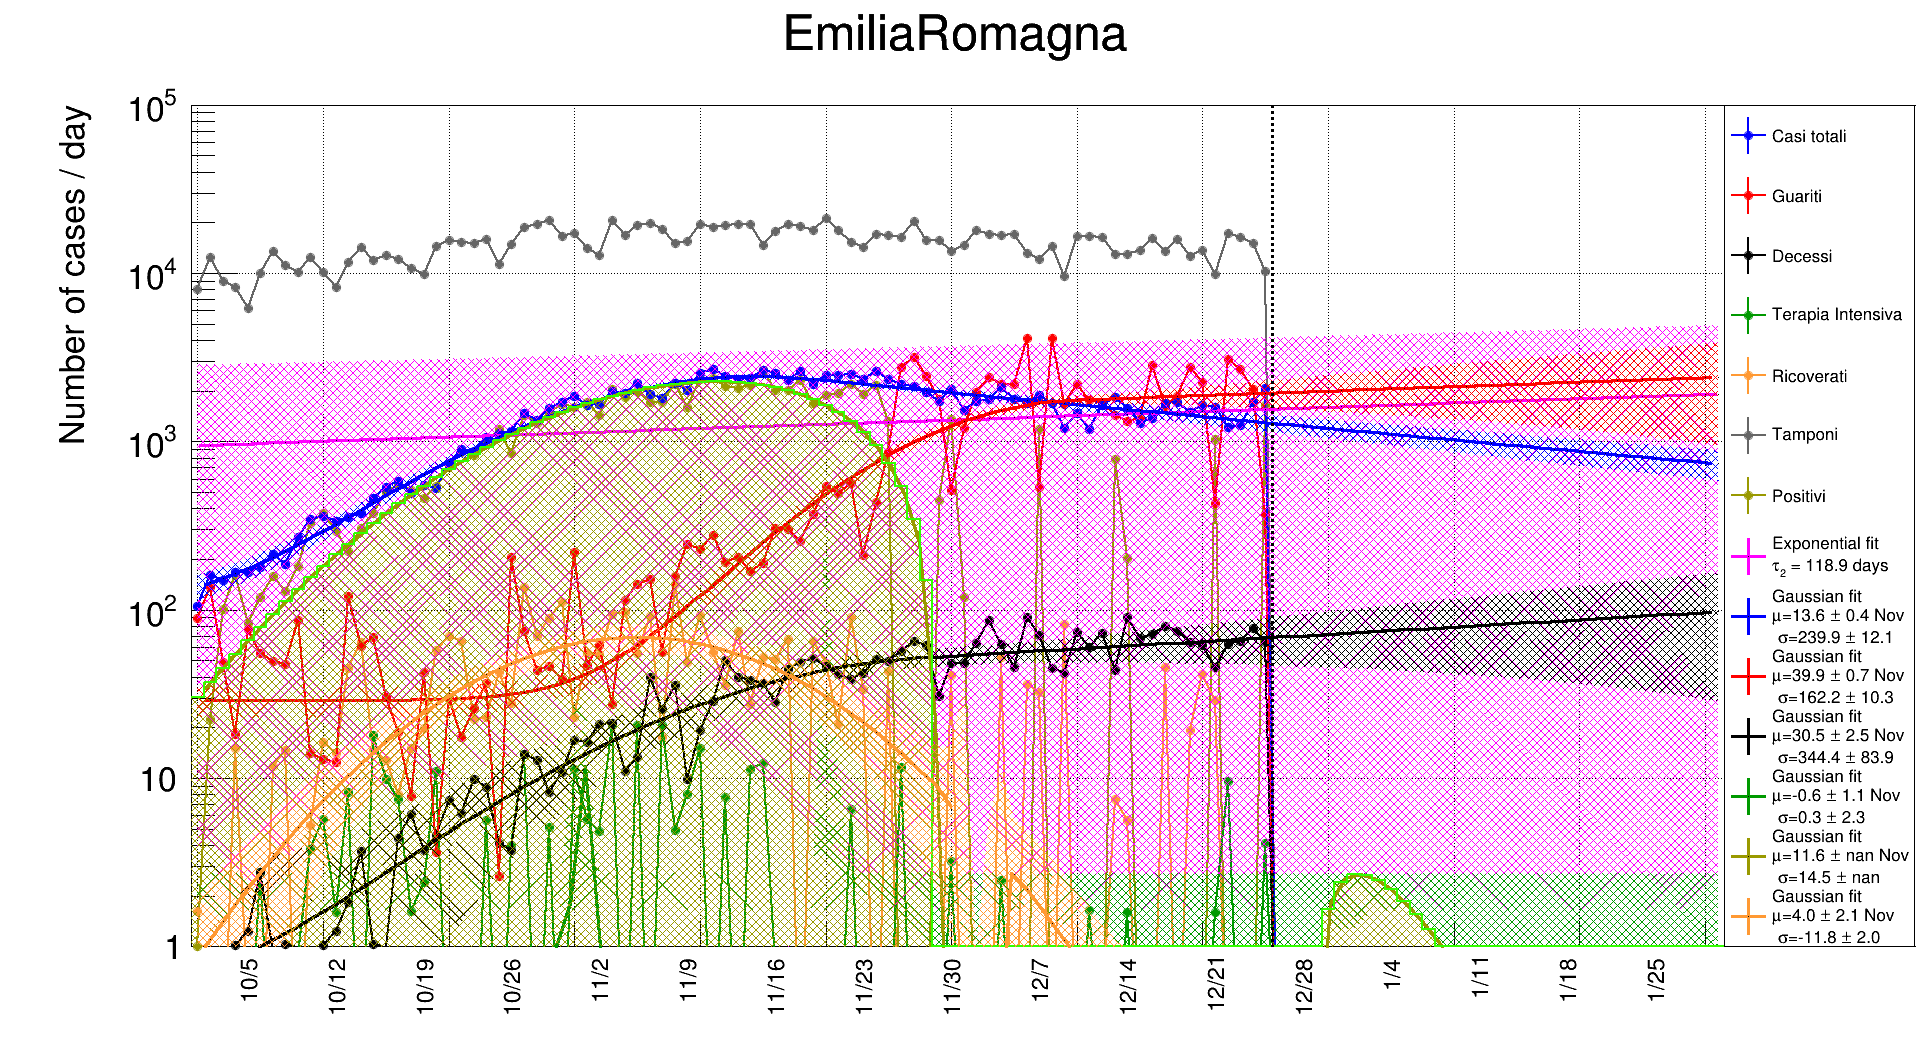 EmiliaRomagna
Number of cases / day
10^5
10^4
10^3
10^2
10
1
10/5
10/12
10/19
10/26
11/2
11/9
11/16
11/23
11/30
12/7
12/14
12/21
12/28
1/4
1/11
1/18
1/25
Casi totali
Guariti
Decessi
Terapia Intensiva
Ricoverati
Tamponi
Positivi
Exponential fit
τ₂ = 118.9 days
Gaussian fit
μ=13.6 ± 0.4 Nov
σ=239.9 ± 12.1
Gaussian fit
μ=39.9 ± 0.7 Nov
σ=162.2 ± 10.3
Gaussian fit
μ=30.5 ± 2.5 Nov
σ=344.4 ± 83.9
Gaussian fit
μ=-0.6 ± 1.1 Nov
σ=0.3 ± 2.3
Gaussian fit
μ=11.6 ± nan Nov
σ=14.5 ± nan
Gaussian fit
μ=4.0 ± 2.1 Nov
σ=-11.8 ± 2.0